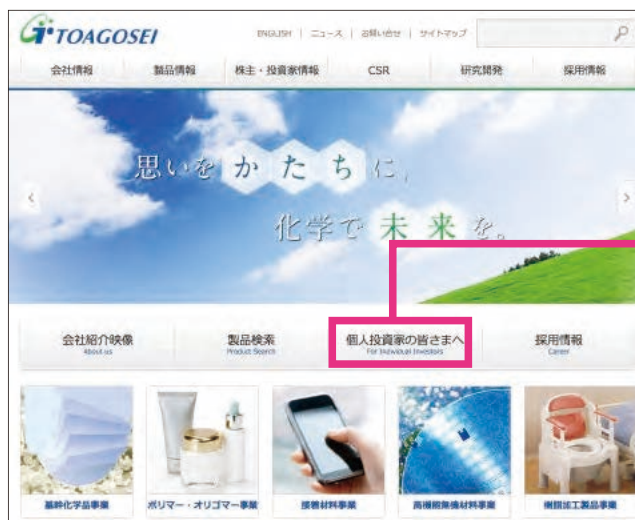 TOAGOSEI
ENGLISH | ニュース | お問い合せ | サイトマップ
会社情報 製品情報 株主・投資家情報 CSR 研究開発 採用情報
思いをかたちに、
化学で未来を。
会社紹介映像 製品検索 個人投資家の皆さまへ 採用情報
About us Product Search For Individual Investors Career
基幹化学品事業 ポリマー・オリゴマー事業 接着材料事業 高機能無機材料事業 樹脂加工製品事業